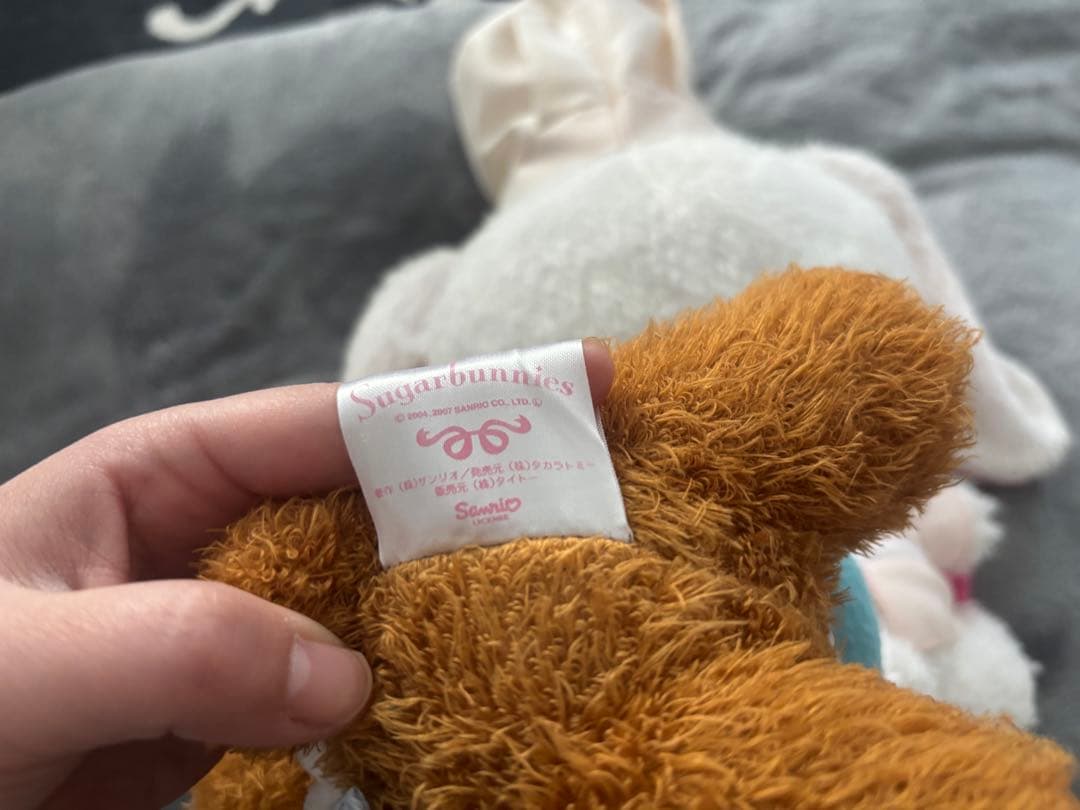 Sugarbunnies
© 2004, 2007 SANRIO CO., LTD. Ⓛ
著作 (株)サンリオ/発売元 (株)タカラトミー
販売元 (株)タイトー
Sanrio
LICENSE